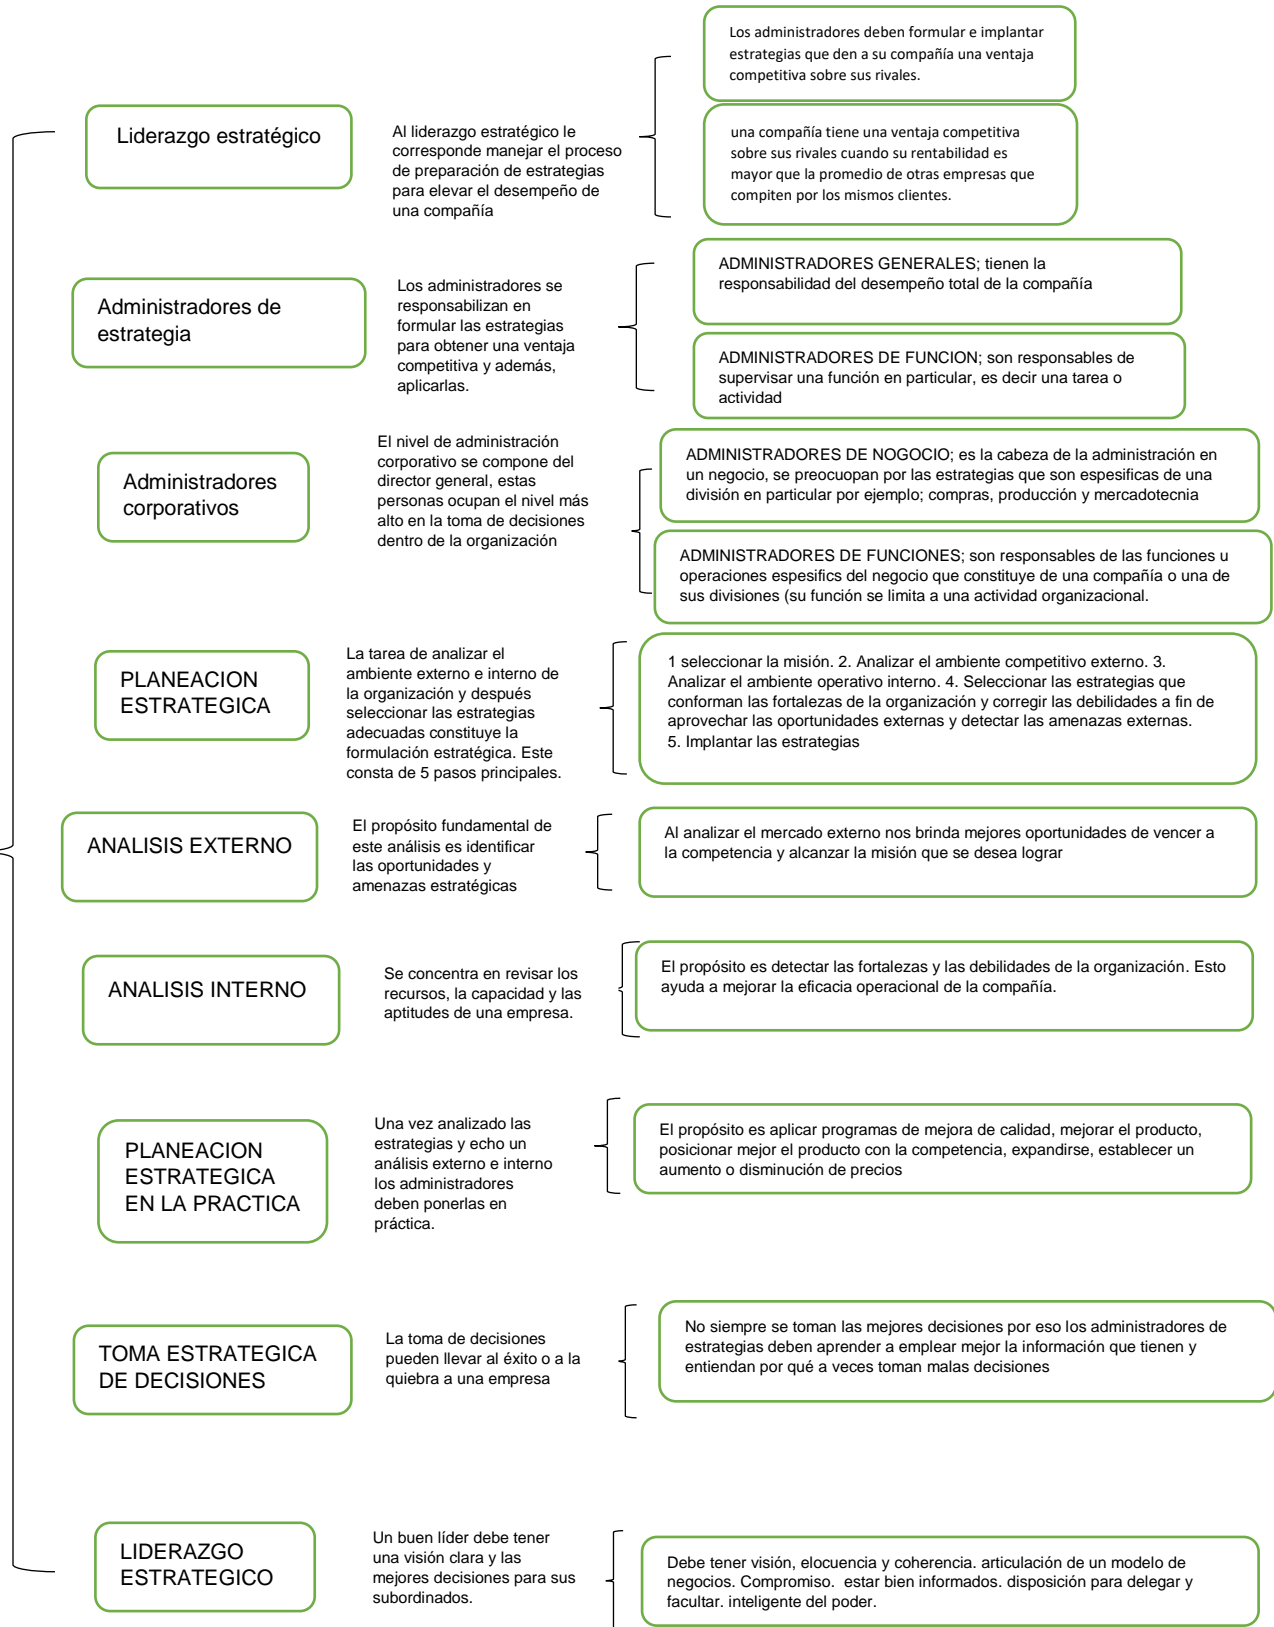 Liderazgo estratégico
Al liderazgo estratégico le
corresponde manejar el proceso
de preparación de estrategias
para elevar el desempeño de
una compañía
Los administradores deben formular e implantar
estrategias que den a su compañía una ventaja
competitiva sobre sus rivales.
una compañía tiene una ventaja competitiva
sobre sus rivales cuando su rentabilidad es
mayor que la promedio de otras empresas que
compiten por los mismos clientes.
Administradores de
estrategia
Los administradores se
responsabilizan en
formular las estrategias
para obtener una ventaja
competitiva y además,
aplicarlas.
ADMINISTRADORES GENERALES; tienen la
responsabilidad del desempeño total de la compañía
ADMINISTRADORES DE FUNCION; son responsables de
supervisar una función en particular, es decir una tarea o
actividad
Administradores
corporativos
El nivel de administración
corporativo se compone del
director general, estas
personas ocupan el nivel más
alto en la toma de decisiones
dentro de la organización
ADMINISTRADORES DE NOGOCIO; es la cabeza de la administración en
un negocio, se preocuopan por las estrategias que son espesificas de una
división en particular por ejemplo; compras, producción y mercadotecnia
ADMINISTRADORES DE FUNCIONES; son responsables de las funciones u
operaciones espesifics del negocio que constituye de una compañía o una de
sus divisiones (su función se limita a una actividad organizacional.
PLANEACION
ESTRATEGICA
La tarea de analizar el
ambiente externo e interno de
la organización y después
seleccionar las estrategias
adecuadas constituye la
formulación estratégica. Este
consta de 5 pasos principales.
1 seleccionar la misión. 2. Analizar el ambiente competitivo externo. 3.
Analizar el ambiente operativo interno. 4. Seleccionar las estrategias que
conforman las fortalezas de la organización y corregir las debilidades a fin de
aprovechar las oportunidades externas y detectar las amenazas externas.
5. Implantar las estrategias
ANALISIS EXTERNO
El propósito fundamental de
este análisis es identificar
las oportunidades y
amenazas estratégicas
Al analizar el mercado externo nos brinda mejores oportunidades de vencer a
la competencia y alcanzar la misión que se desea lograr
ANALISIS INTERNO
Se concentra en revisar los
recursos, la capacidad y las
aptitudes de una empresa.
El propósito es detectar las fortalezas y las debilidades de la organización. Esto
ayuda a mejorar la eficacia operacional de la compañía.
PLANEACION
ESTRATEGICA
EN LA PRACTICA
Una vez analizado las
estrategias y echo un
análisis externo e interno
los administradores
deben ponerlas en
práctica.
El propósito es aplicar programas de mejora de calidad, mejorar el producto,
posicionar mejor el producto con la competencia, expandirse, establecer un
aumento o disminución de precios
TOMA ESTRATEGICA
DE DECISIONES
La toma de decisiones
pueden llevar al éxito o a la
quiebra a una empresa
No siempre se toman las mejores decisiones por eso los administradores de
estrategias deben aprender a emplear mejor la información que tienen y
entiendan por qué a veces toman malas decisiones
LIDERAZGO
ESTRATEGICO
Un buen líder debe tener
una visión clara y las
mejores decisiones para sus
subordinados.
Debe tener visión, elocuencia y coherencia. articulación de un modelo de
negocios. Compromiso. estar bien informados. disposición para delegar y
facultar. inteligente del poder.